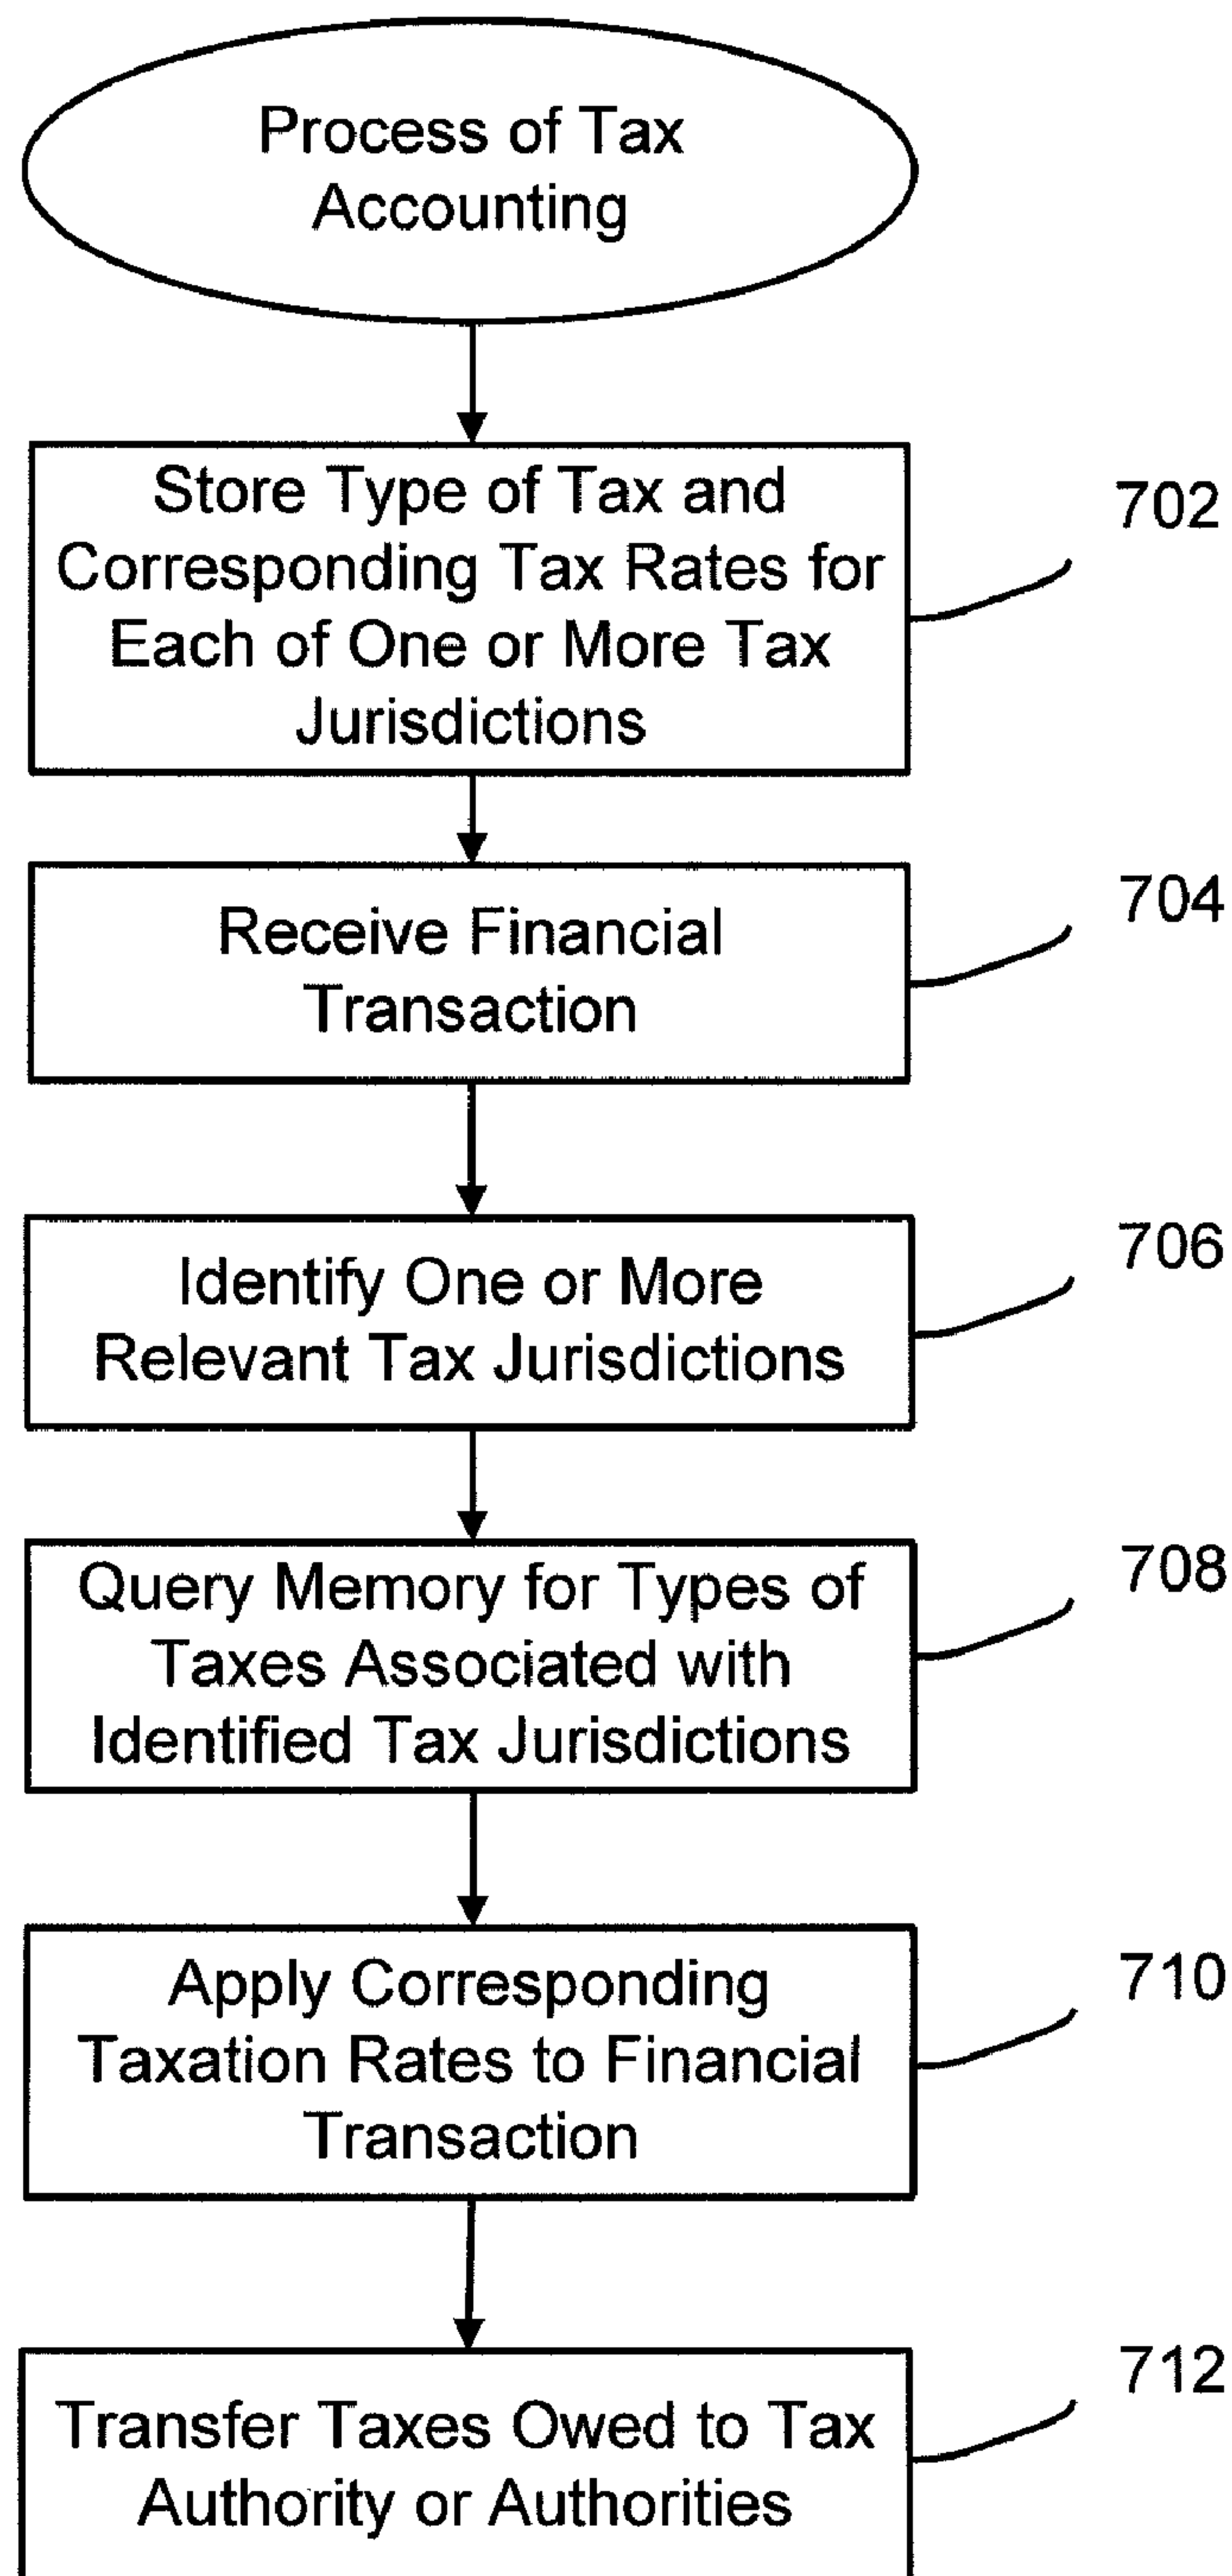 Process of Tax
Accounting
Store Type of Tax and
Corresponding Tax Rates for
Each of One or More Tax
Jurisdictions
702
Receive Financial
Transaction
704
Identify One or More
Relevant Tax Jurisdictions
706
Query Memory for Types of
Taxes Associated with
Identified Tax Jurisdictions
708
Apply Corresponding
Taxation Rates to Financial
Transaction
710
Transfer Taxes Owed to Tax
Authority or Authorities
712